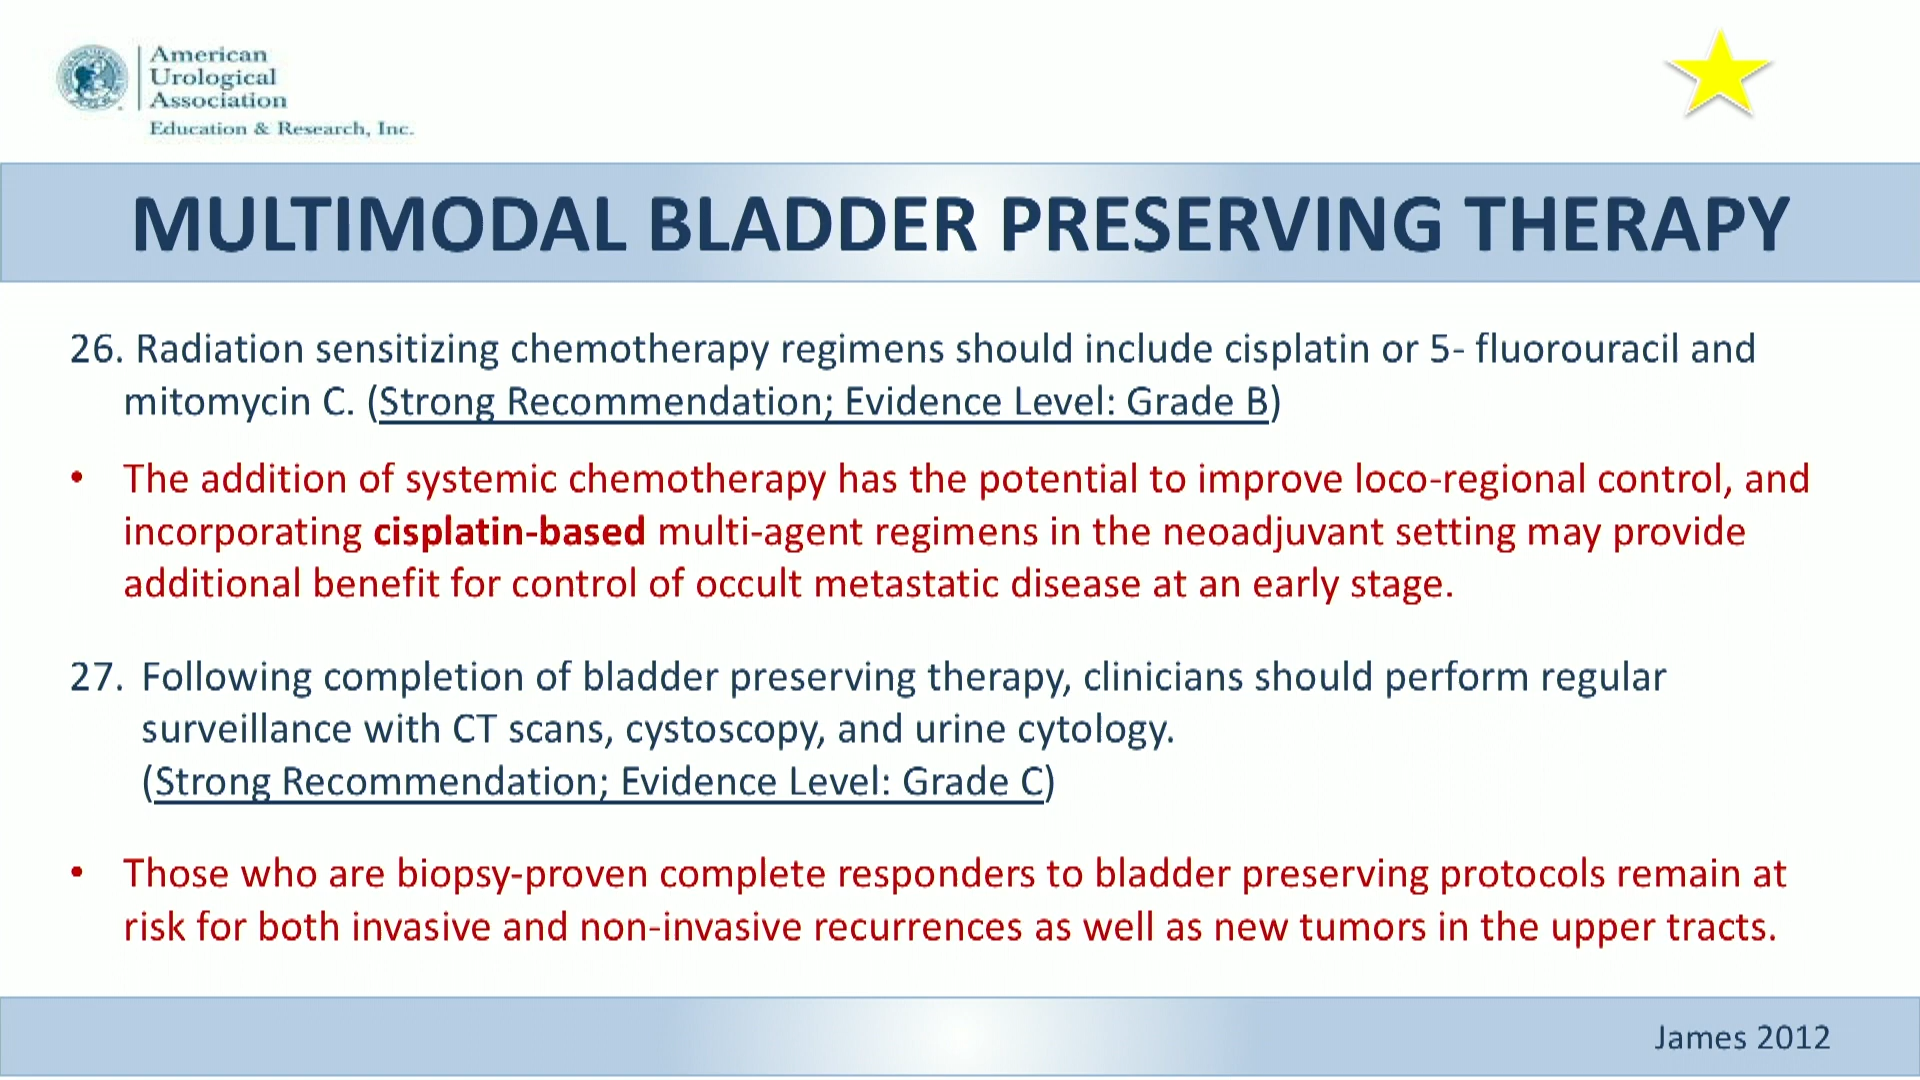 American
Urological
Association
Education & Research, Inc.
MULTIMODAL BLADDER PRESERVING THERAPY
26. Radiation sensitizing chemotherapy regimens should include cisplatin or 5- fluorouracil and
mitomycin C. (Strong Recommendation; Evidence Level: Grade B)
• The addition of systemic chemotherapy has the potential to improve loco-regional control, and
incorporating cisplatin-based multi-agent regimens in the neoadjuvant setting may provide
additional benefit for control of occult metastatic disease at an early stage.
27. Following completion of bladder preserving therapy, clinicians should perform regular
surveillance with CT scans, cystoscopy, and urine cytology.
(Strong Recommendation; Evidence Level: Grade C)
• Those who are biopsy-proven complete responders to bladder preserving protocols remain at
risk for both invasive and non-invasive recurrences as well as new tumors in the upper tracts.
James 2012